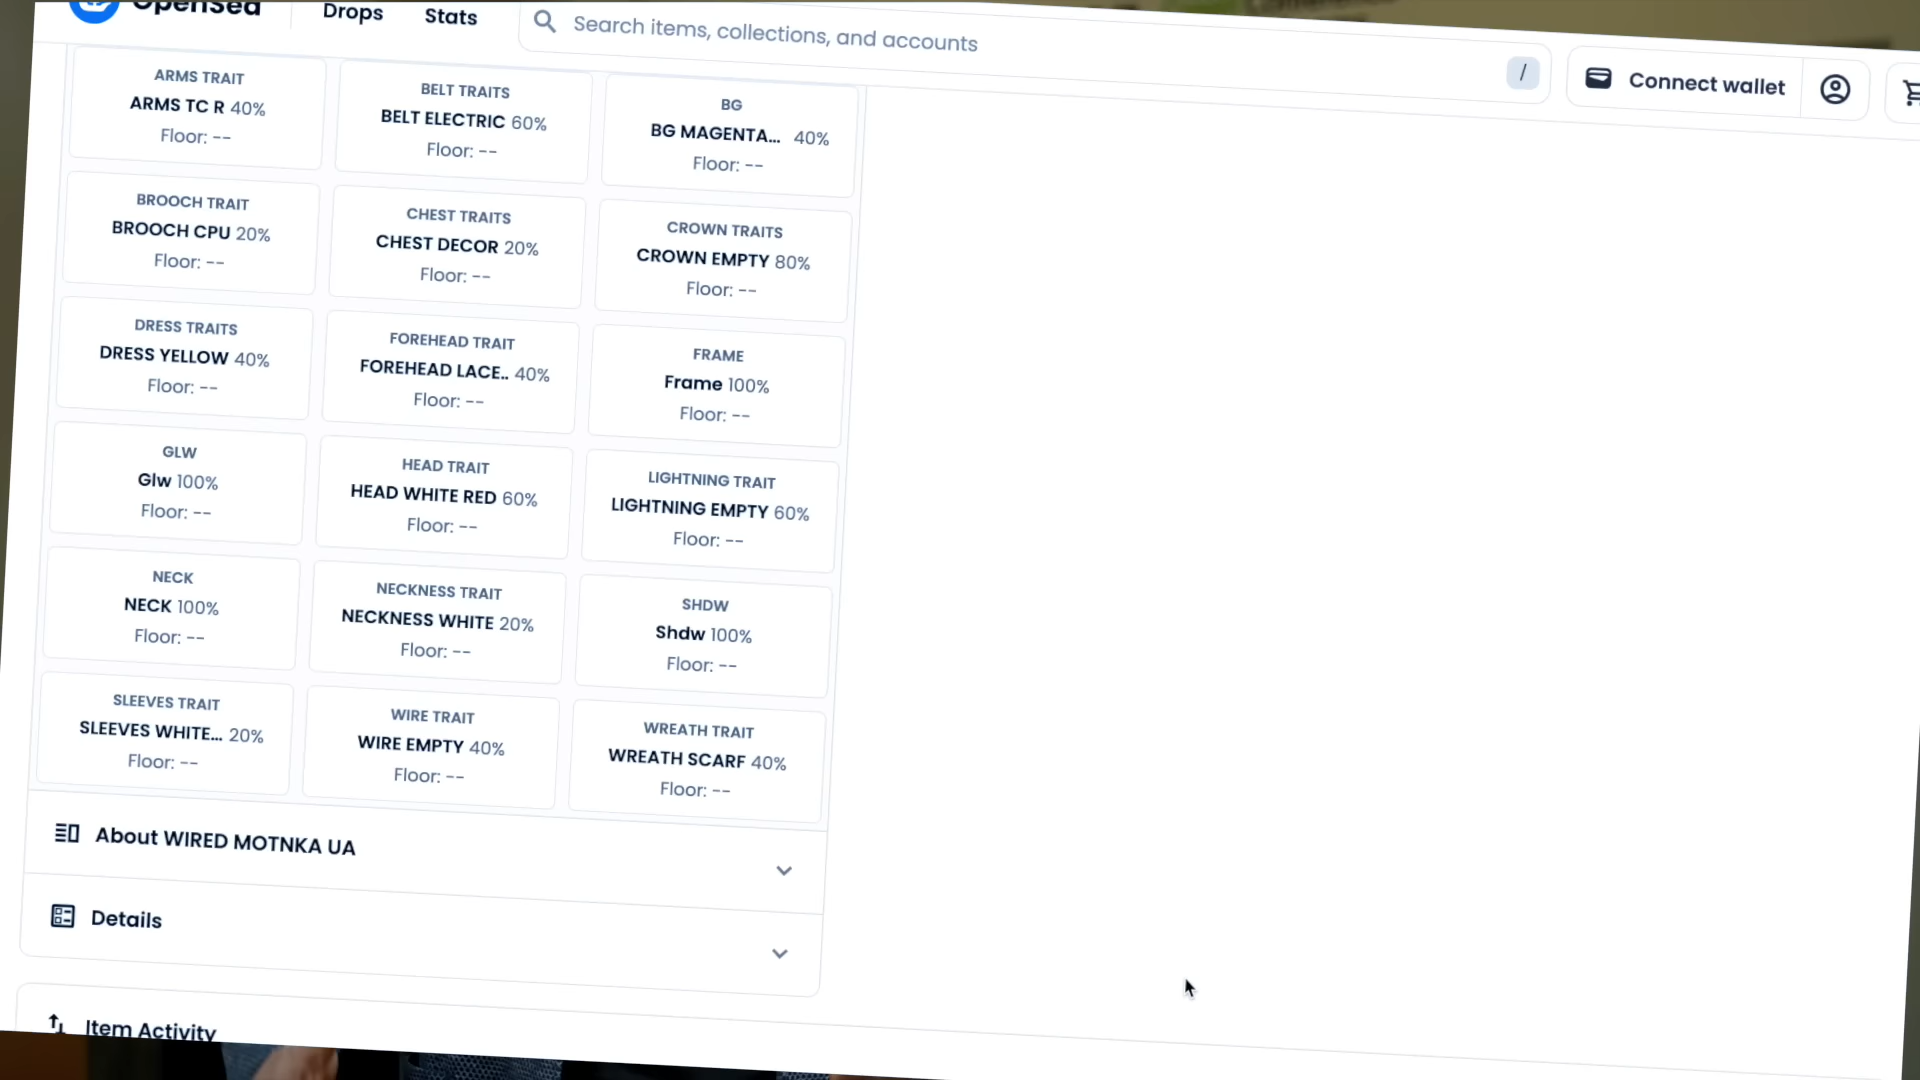 OpenSea
Drops
Stats
Search items, collections, and accounts
/
Connect wallet
ARMS TRAIT
ARMS TC R 40%
Floor: --
BELT TRAITS
BELT ELECTRIC 60%
Floor: --
BG
BG MAGENTA... 40%
Floor: --
BROOCH TRAIT
BROOCH CPU 20%
Floor: --
CHEST TRAITS
CHEST DECOR 20%
Floor: --
CROWN TRAITS
CROWN EMPTY 80%
Floor: --
DRESS TRAITS
DRESS YELLOW 40%
Floor: --
FOREHEAD TRAIT
FOREHEAD LACE.. 40%
Floor: --
FRAME
Frame 100%
Floor: --
GLW
Glw 100%
Floor: --
HEAD TRAIT
HEAD WHITE RED 60%
Floor: --
LIGHTNING TRAIT
LIGHTNING EMPTY 60%
Floor: --
NECK
NECK 100%
Floor: --
NECKNESS TRAIT
NECKNESS WHITE 20%
Floor: --
SHDW
Shdw 100%
Floor: --
SLEEVES TRAIT
SLEEVES WHITE... 20%
Floor: --
WIRE TRAIT
WIRE EMPTY 40%
Floor: --
WREATH TRAIT
WREATH SCARF 40%
Floor: --
About WIRED MOTNKA UA
Details
Item Activity